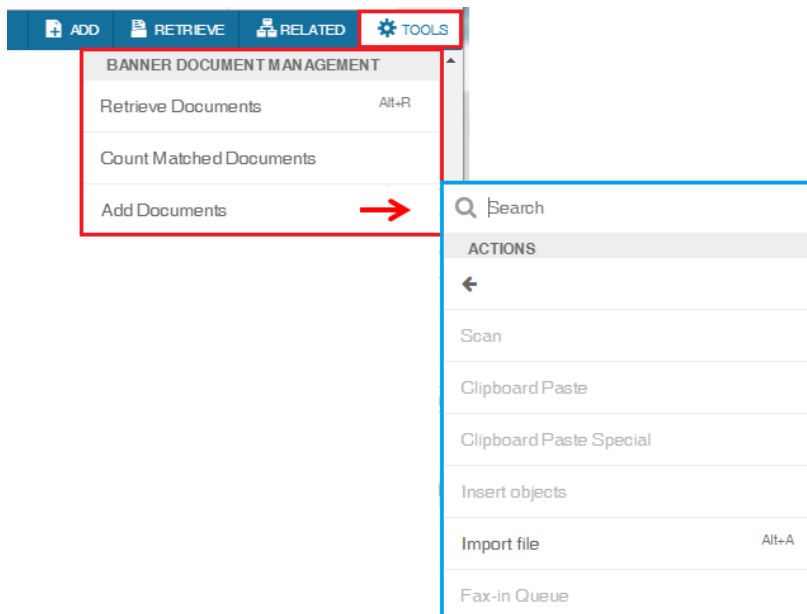 ADD RETRIEVE RELATED TOOLS
BANNER DOCUMENT MANAGEMENT
Retrieve Documents Alt+R
Count Matched Documents
Add Documents
Search
ACTIONS
Scan
Clipboard Paste
Clipboard Paste Special
Insert objects
Import file Alt+A
Fax-in Queue